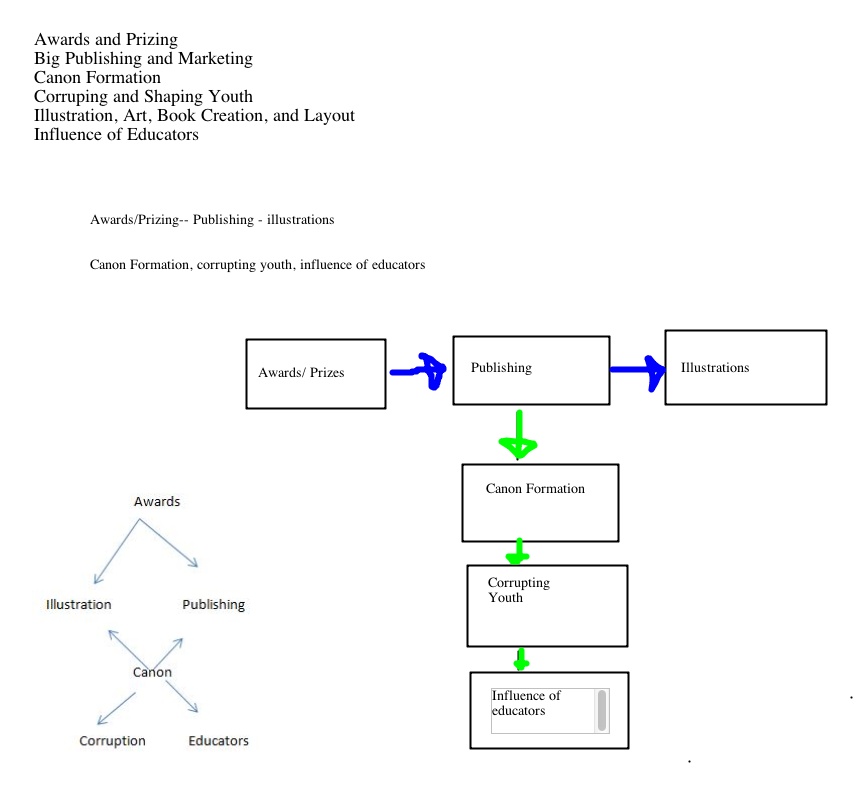 Awards and Prizing
Big Publishing and Marketing
Canon Formation
Corruping and Shaping Youth
Illustration, Art, Book Creation, and Layout
Influence of Educators
Awards/Prizing-- Publishing - illustrations
Canon Formation, corrupting youth, influence of educators
Awards/ Prizes
Publishing
Illustrations
Canon Formation
Corrupting
Youth
Influence of
educators
Awards
Illustration
Publishing
Canon
Corruption
Educators